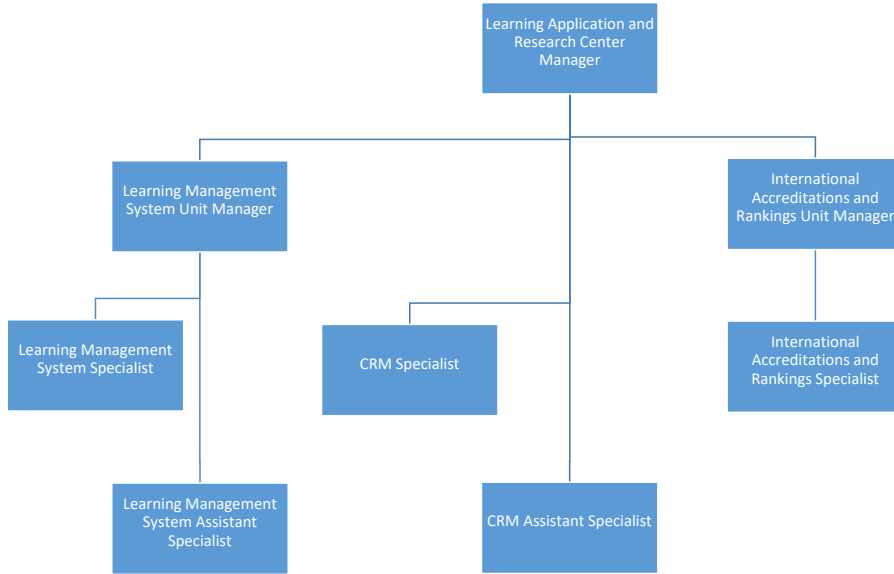 Learning Application and
Research Center
Manager
Learning Management
System Unit Manager
International
Accreditations and
Rankings Unit Manager
Learning Management
System Specialist
CRM Specialist
International
Accreditations and
Rankings Specialist
Learning Management
System Assistant
Specialist
CRM Assistant Specialist